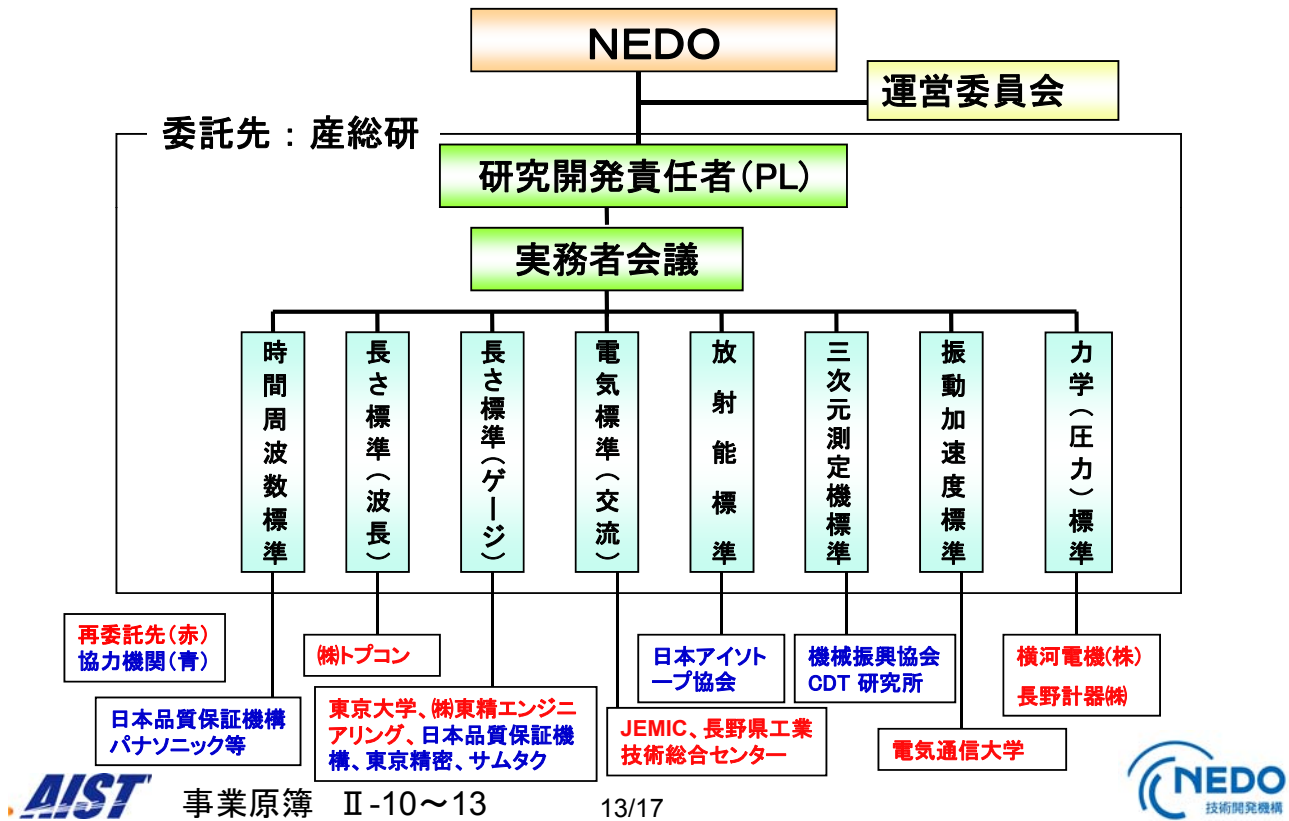 NEDO
運営委員会
委託先：産総研
研究開発責任者(PL)
実務者会議
時間周波数標準
長さ標準（波長）
長さ標準（ゲージ）
電気標準（交流）
放射能標準
三次元測定機標準
振動加速度標準
力学（圧力）標準
再委託先(赤)
協力機関(青)
日本品質保証機構
パナソニック等
㈱トプコン
東京大学、㈱東精エンジニ
アリング、日本品質保証機
構、東京精密、サムタク
JEMIC、長野県工業
技術総合センター
日本アイソト
ープ協会
機械振興協会
CDT 研究所
電気通信大学
横河電機(株)
長野計器㈱
AIST
事業原簿 Ⅱ-10～13
13/17
NEDO
技術開発機構